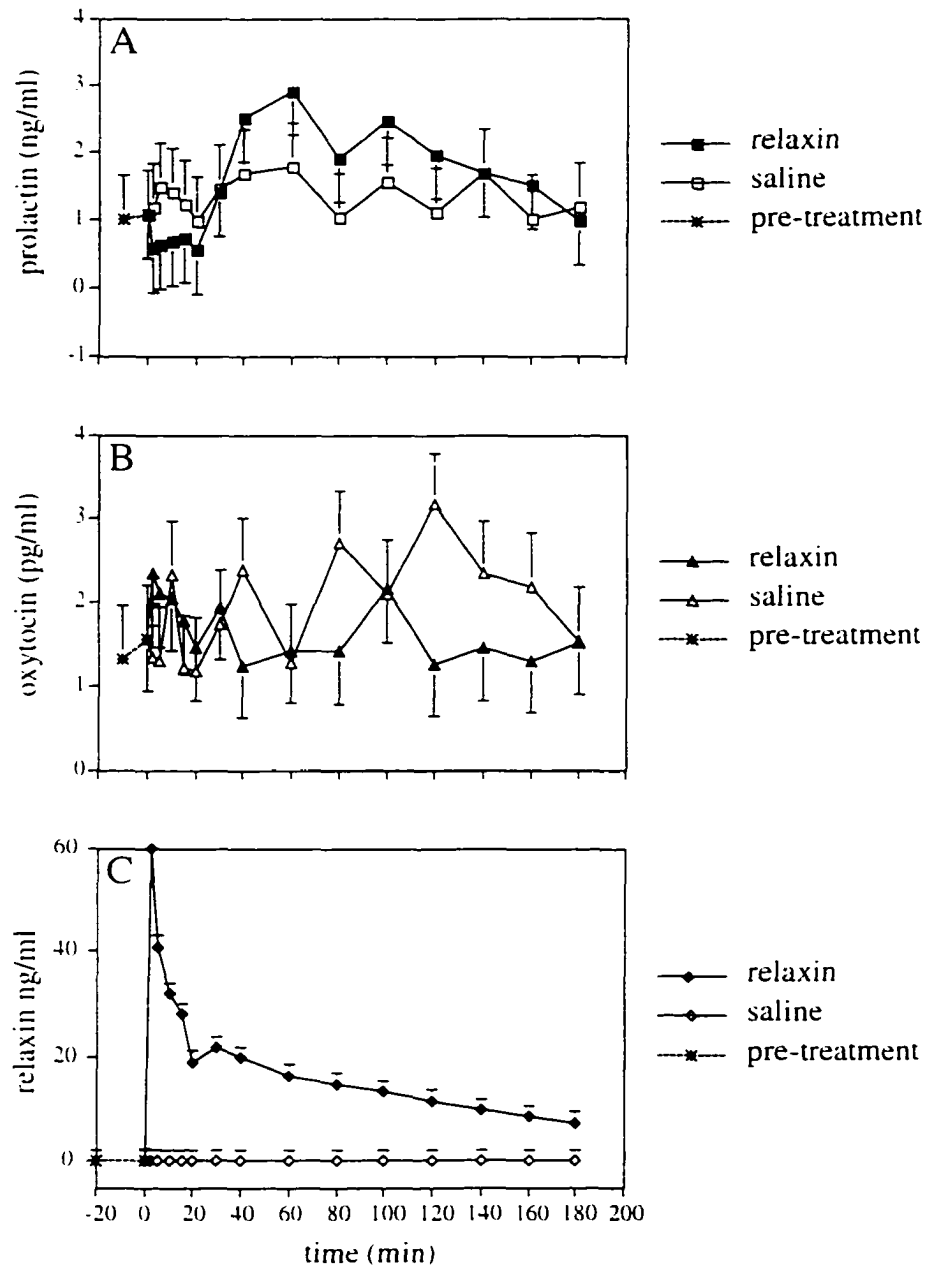 A
prolactin (ng/ml)
4
3
2
1
0
-1
relaxin
saline
pre-treatment
B
oxytocin (pg/ml)
4
3
2
1
0
relaxin
saline
pre-treatment
C
relaxin ng/ml
60
40
20
0
relaxin
saline
pre-treatment
-20 0 20 40 60 80 100 120 140 160 180 200
time (min)